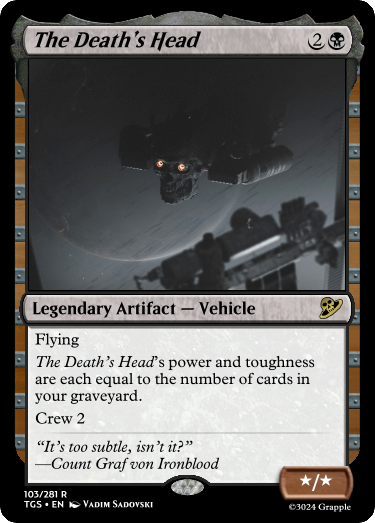 The Death's Head 2
Legendary Artifact — Vehicle
Flying
The Death's Head's power and toughness
are each equal to the number of cards in
your graveyard.
Crew 2
“It's too subtle, isn't it?”
—Count Graf von Ironblood
★/★
103/281 R
TGS • EN Vadim Sadovski
©3024 Grapple